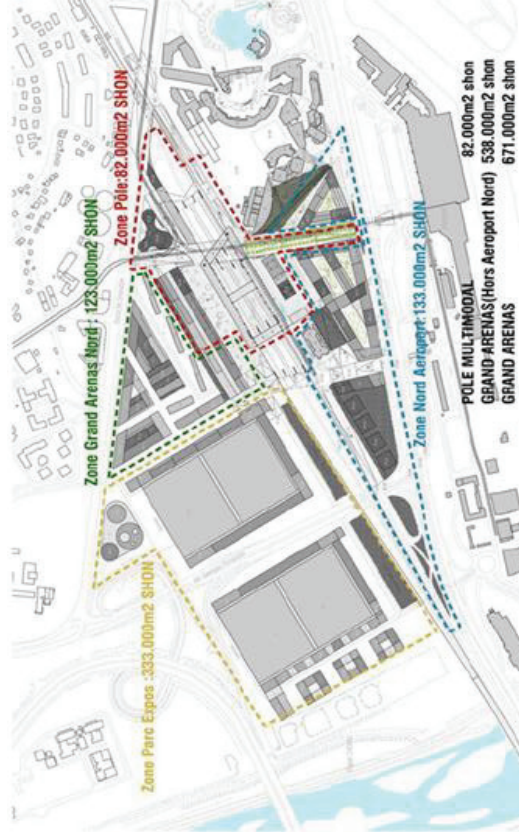 Zone Parc Expos :333.000m2 SHON
Zone Grand Arenas Nord : 123.000m2 SHON
Zone Pôle:82.000m2 SHON
Zone Nord Aeroport:133.000m2 SHON
POLE MULTIMODAL 82.000m2 shon
GRAND ARENAS(Hors Aeroport Nord) 538.000m2 shon
GRAND ARENAS 671.000m2 shon